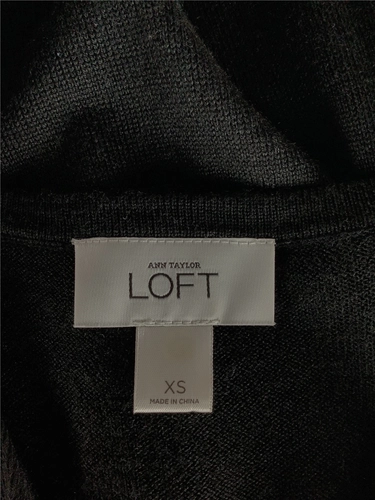 ANN TAYLOR
LOFT
XS
MADE IN CHINA